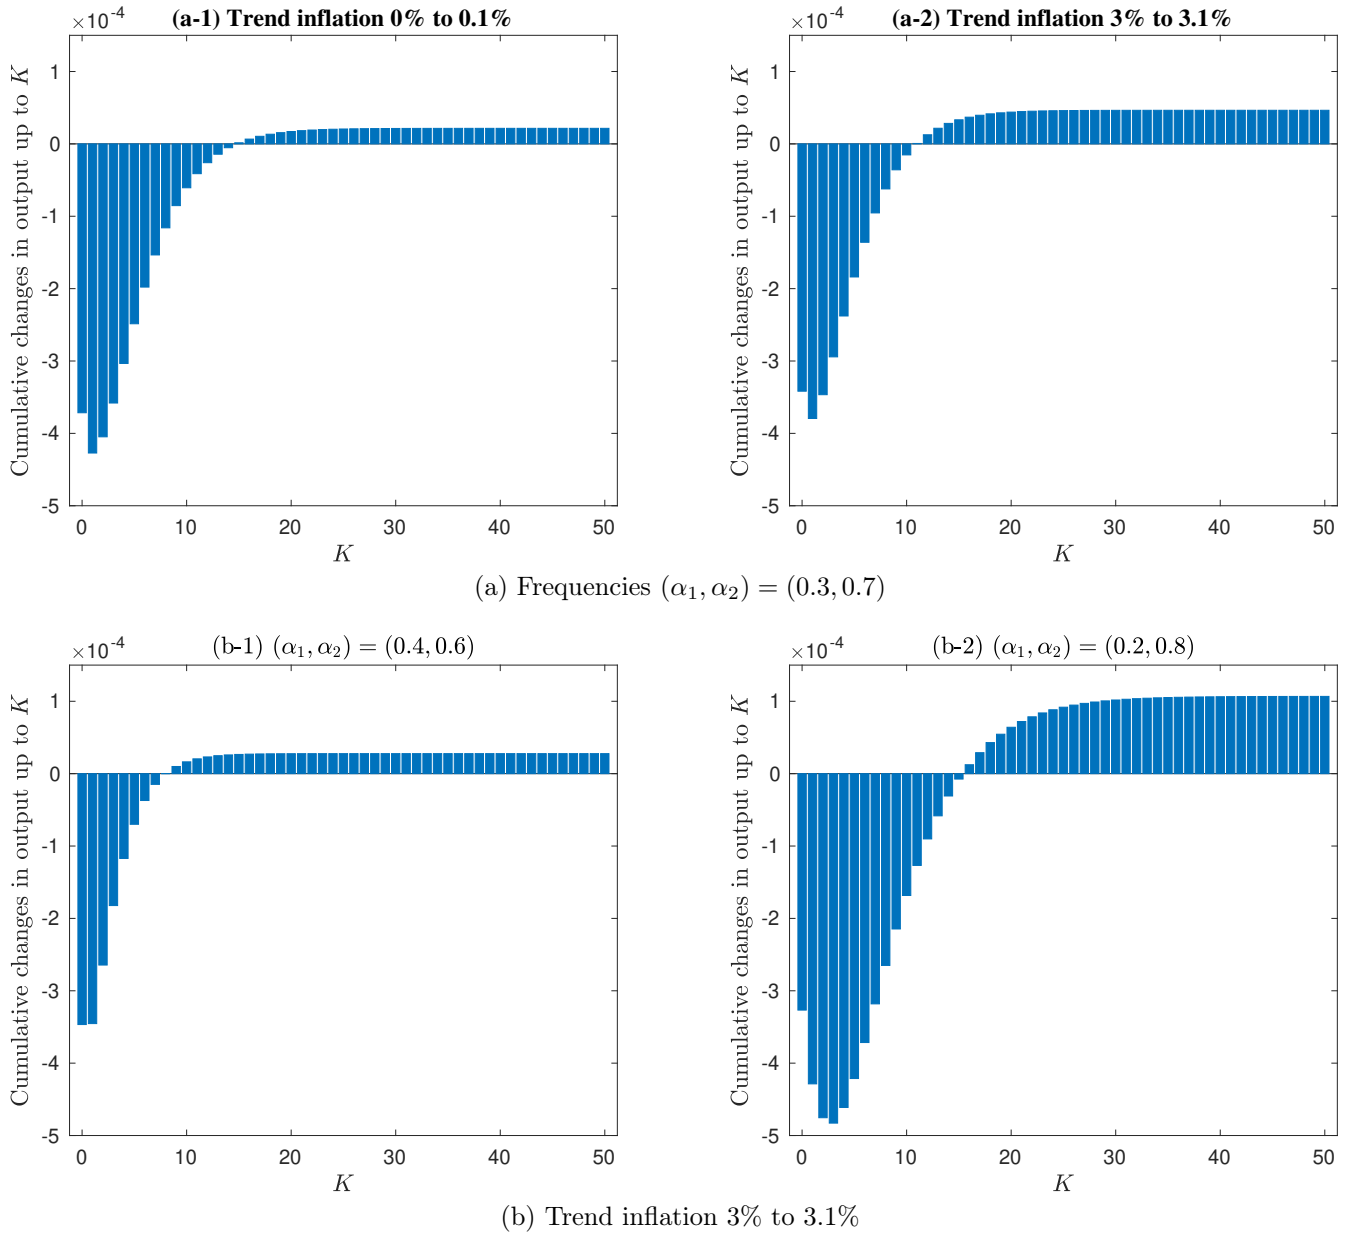 ×10⁻⁴
(a-1) Trend inflation 0% to 0.1%
Cumulative changes in output up to K
1
0
-1
-2
-3
-4
-5
0 10 20 30 40 50
K
×10⁻⁴
(a-2) Trend inflation 3% to 3.1%
Cumulative changes in output up to K
1
0
-1
-2
-3
-4
-5
0 10 20 30 40 50
K
(a) Frequencies (α₁, α₂) = (0.3, 0.7)
×10⁻⁴
(b-1) (α₁, α₂) = (0.4, 0.6)
Cumulative changes in output up to K
1
0
-1
-2
-3
-4
-5
0 10 20 30 40 50
K
×10⁻⁴
(b-2) (α₁, α₂) = (0.2, 0.8)
Cumulative changes in output up to K
1
0
-1
-2
-3
-4
-5
0 10 20 30 40 50
K
(b) Trend inflation 3% to 3.1%